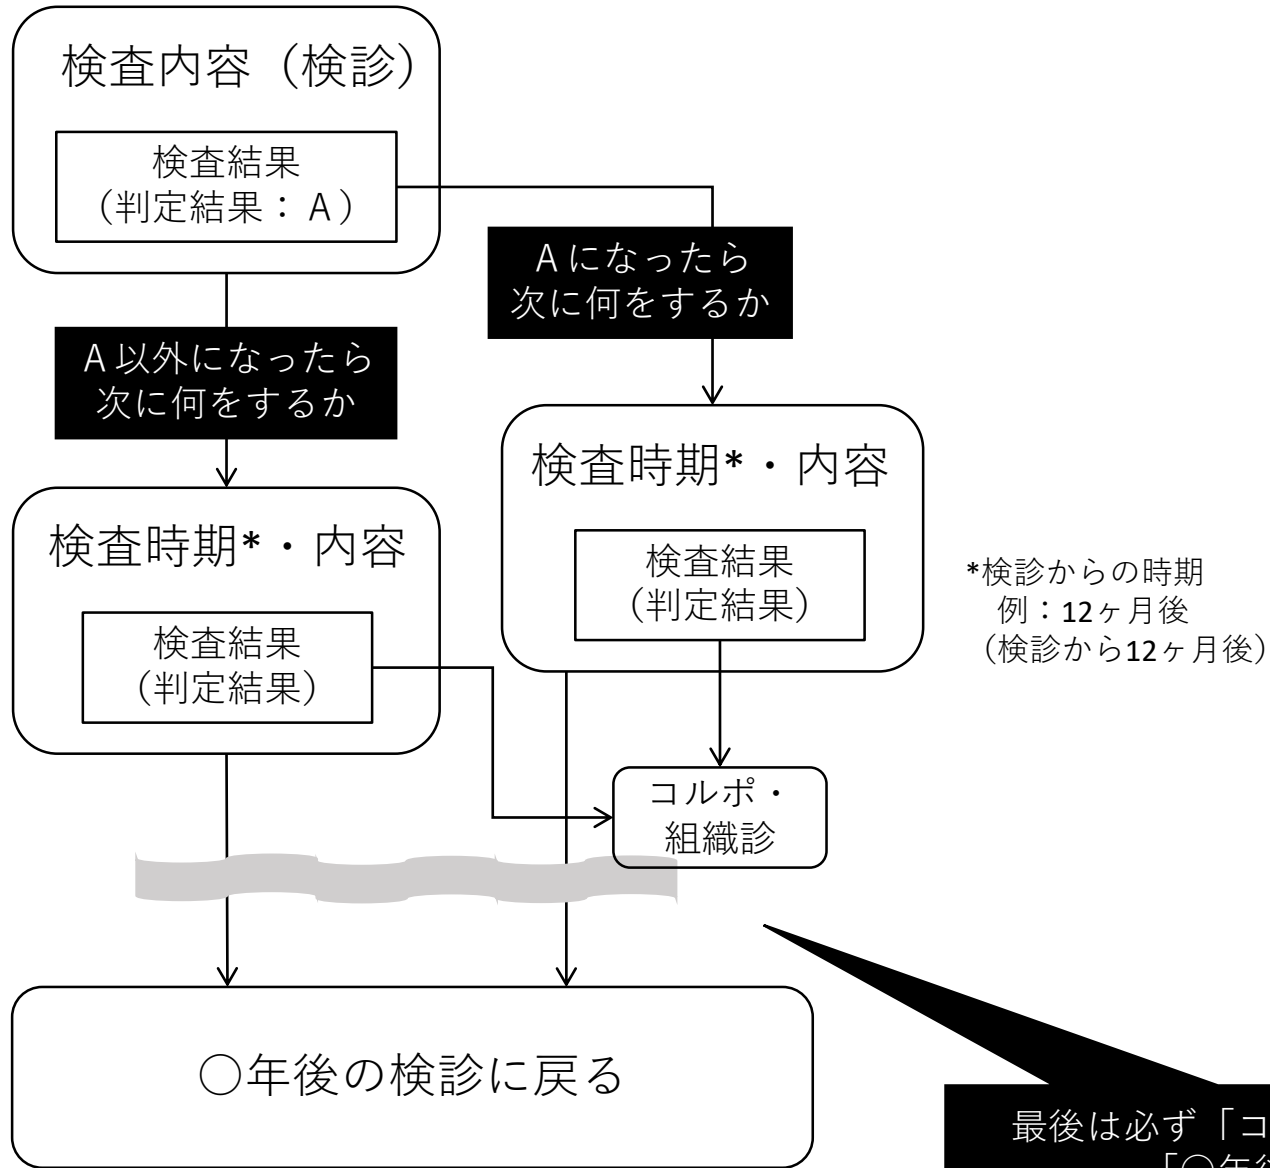 検査内容（検診）
検査結果
（判定結果：A）
Aになったら
次に何をするか
A以外になったら
次に何をするか
検査時期*・内容
検査結果
（判定結果）
検査時期*・内容
検査結果
（判定結果）
*検診からの時期
例：12ヶ月後
（検診から12ヶ月後）
コルポ・
組織診
○年後の検診に戻る
最後は必ず「コ
「○年後